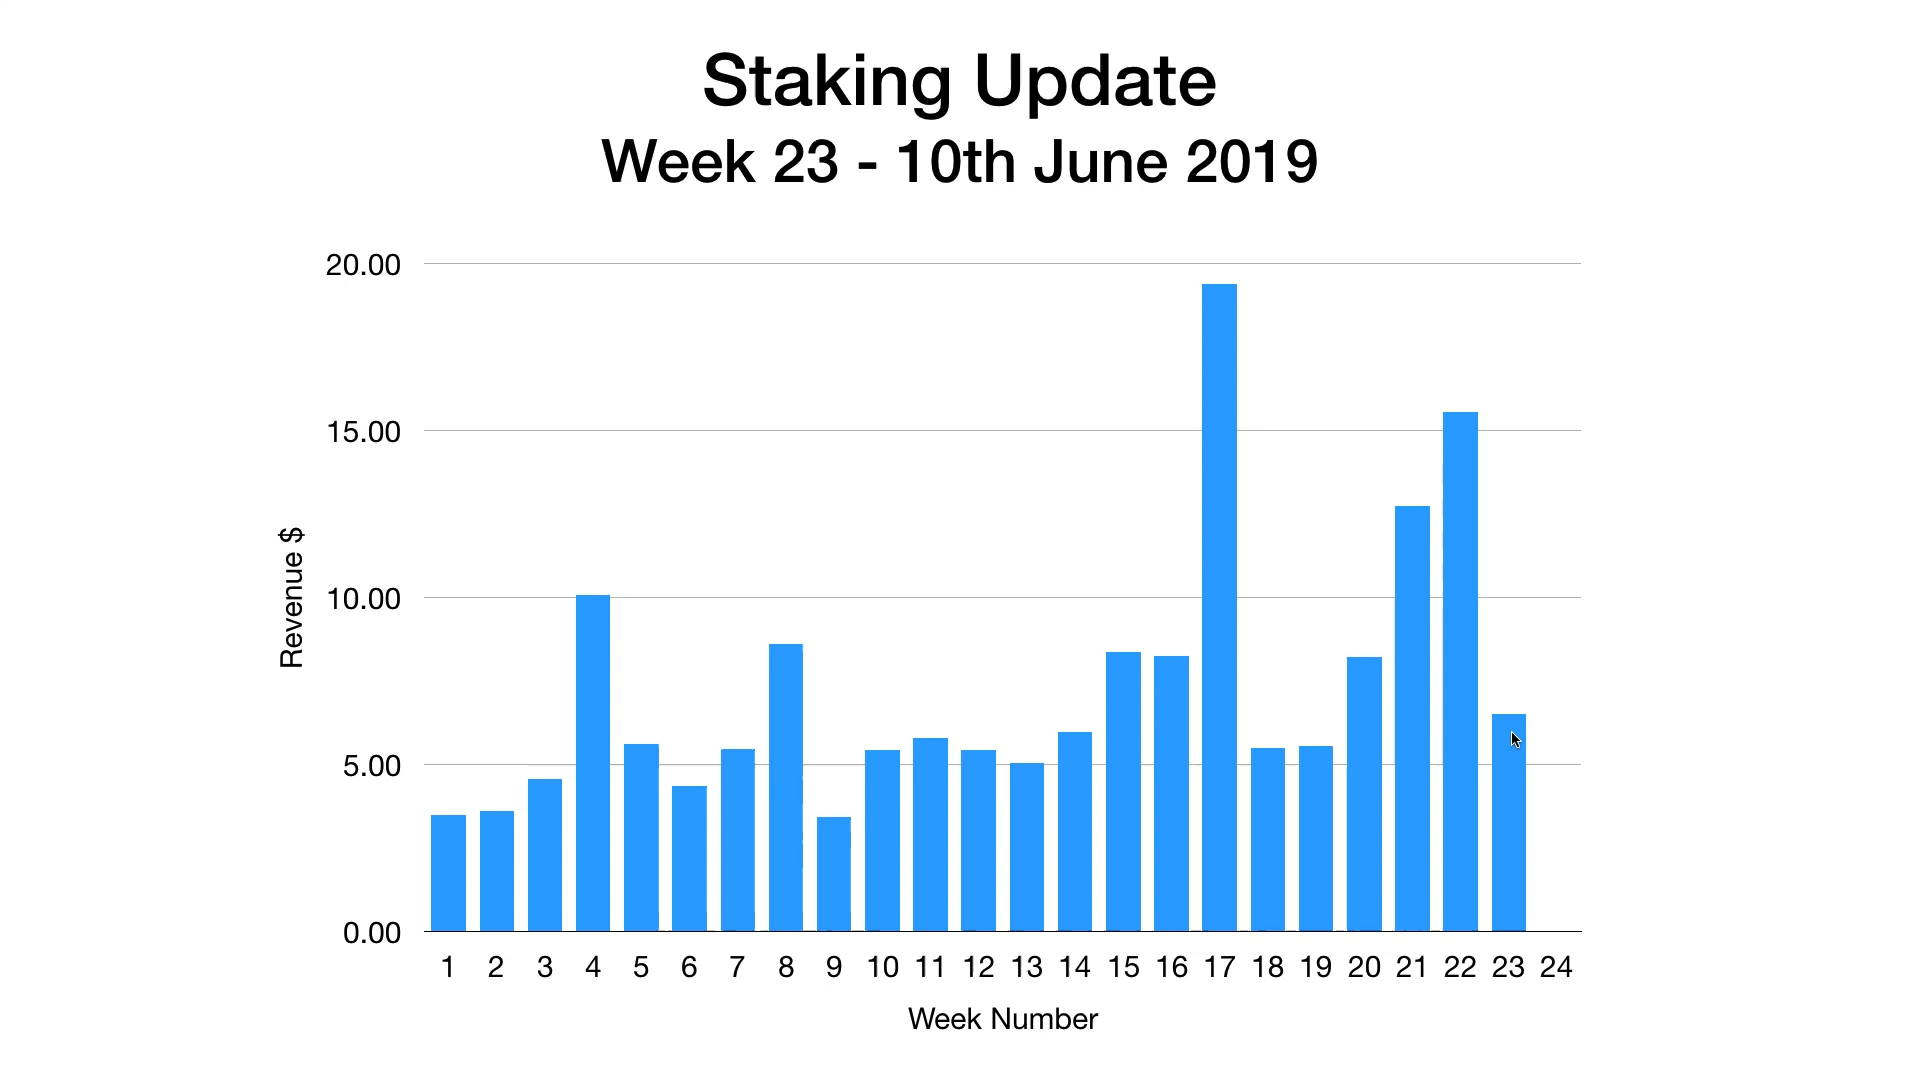 Staking Update
Week 23 - 10th June 2019
20.00
15.00
10.00
5.00
0.00
Revenue $
1 2 3 4 5 6 7 8 9 10 11 12 13 14 15 16 17 18 19 20 21 22 23 24
Week Number